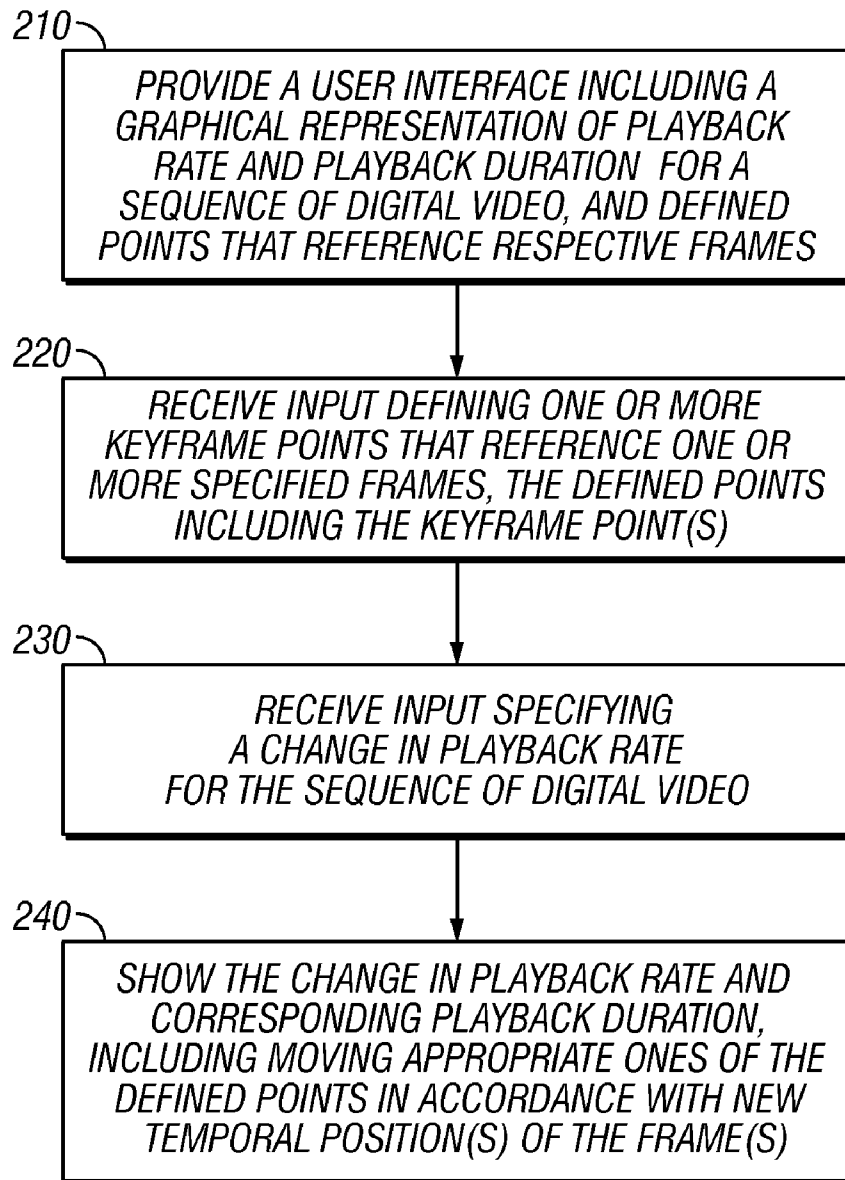 210
PROVIDE A USER INTERFACE INCLUDING A
GRAPHICAL REPRESENTATION OF PLAYBACK
RATE AND PLAYBACK DURATION FOR A
SEQUENCE OF DIGITAL VIDEO, AND DEFINED
POINTS THAT REFERENCE RESPECTIVE FRAMES
220
RECEIVE INPUT DEFINING ONE OR MORE
KEYFRAME POINTS THAT REFERENCE ONE OR
MORE SPECIFIED FRAMES, THE DEFINED POINTS
INCLUDING THE KEYFRAME POINT(S)
230
RECEIVE INPUT SPECIFYING
A CHANGE IN PLAYBACK RATE
FOR THE SEQUENCE OF DIGITAL VIDEO
240
SHOW THE CHANGE IN PLAYBACK RATE AND
CORRESPONDING PLAYBACK DURATION,
INCLUDING MOVING APPROPRIATE ONES OF THE
DEFINED POINTS IN ACCORDANCE WITH NEW
TEMPORAL POSITION(S) OF THE FRAME(S)